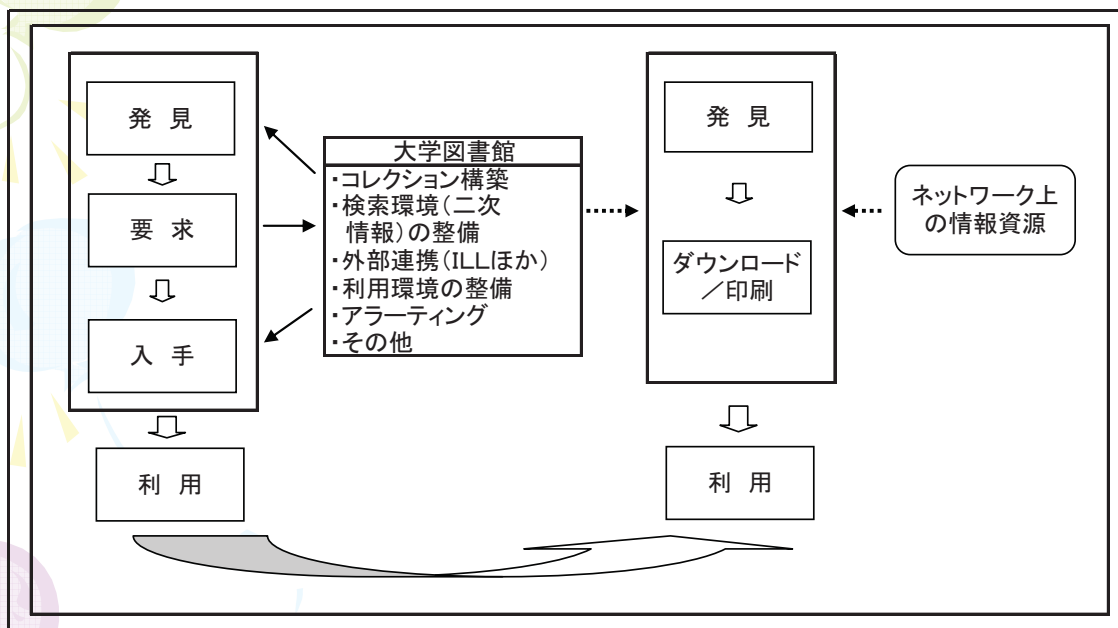 発 見
要 求
入 手
利 用
大学図書館
・コレクション構築
・検索環境(二次
情報)の整備
・外部連携(ILLほか)
・利用環境の整備
・アラーティング
・その他
発 見
ダウンロード
/印刷
利 用
ネットワーク上
の情報資源